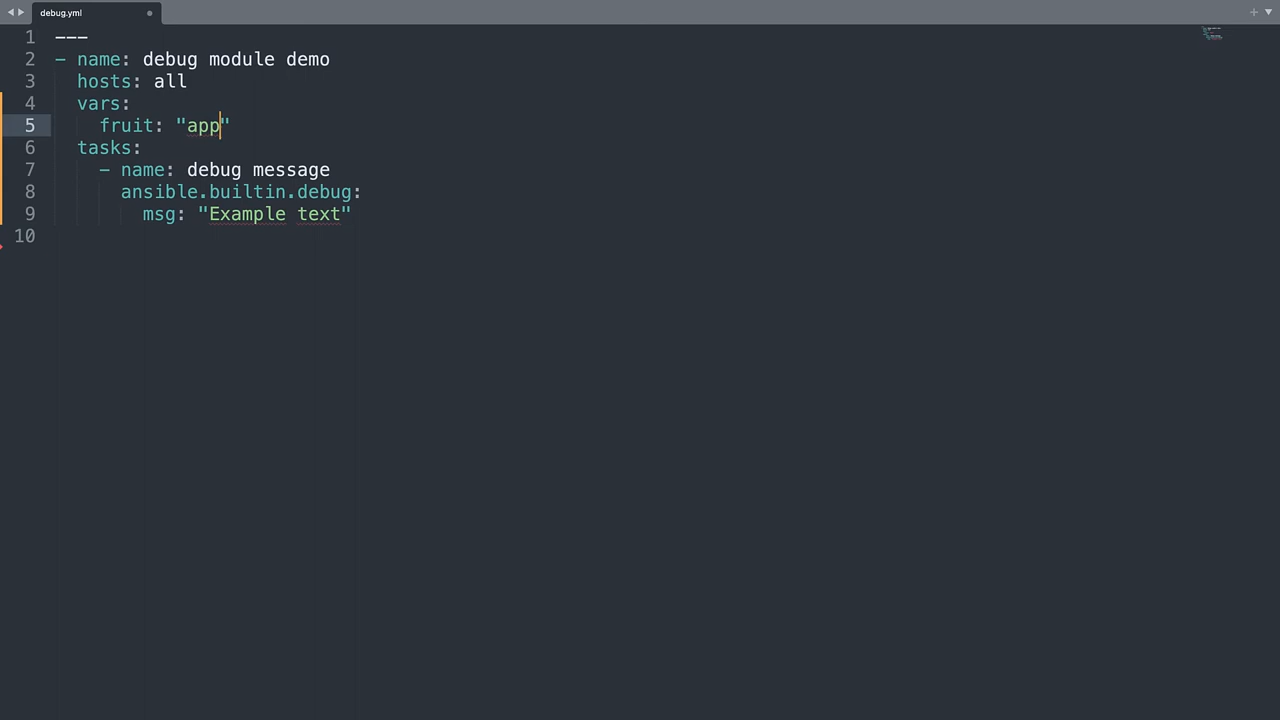 debug.yml
1 ---
2 - name: debug module demo
3   hosts: all
4   vars:
5     fruit: "app"
6   tasks:
7     - name: debug message
8       ansible.builtin.debug:
9         msg: "Example text"
10